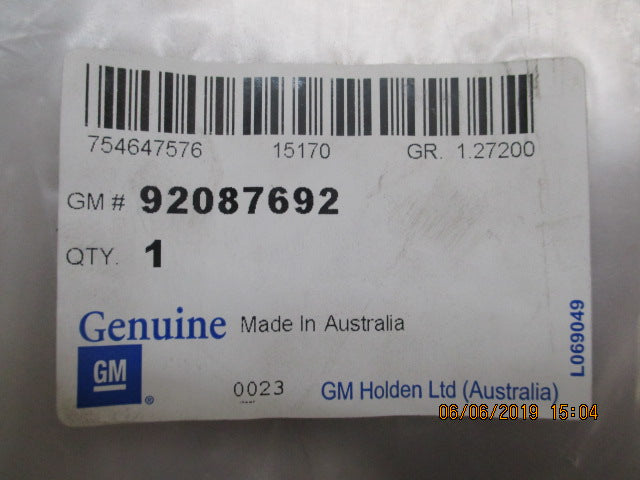 754647576 15170 GR. 1.27200
GM # 92087692
QTY. 1
Genuine Made In Australia
GM ®
0023 GM Holden Ltd (Australia)
L069049
06/06/2019 15:04